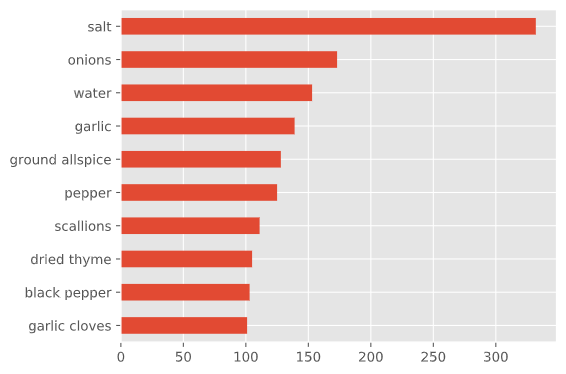 salt
onions
water
garlic
ground allspice
pepper
scallions
dried thyme
black pepper
garlic cloves
0 50 100 150 200 250 300